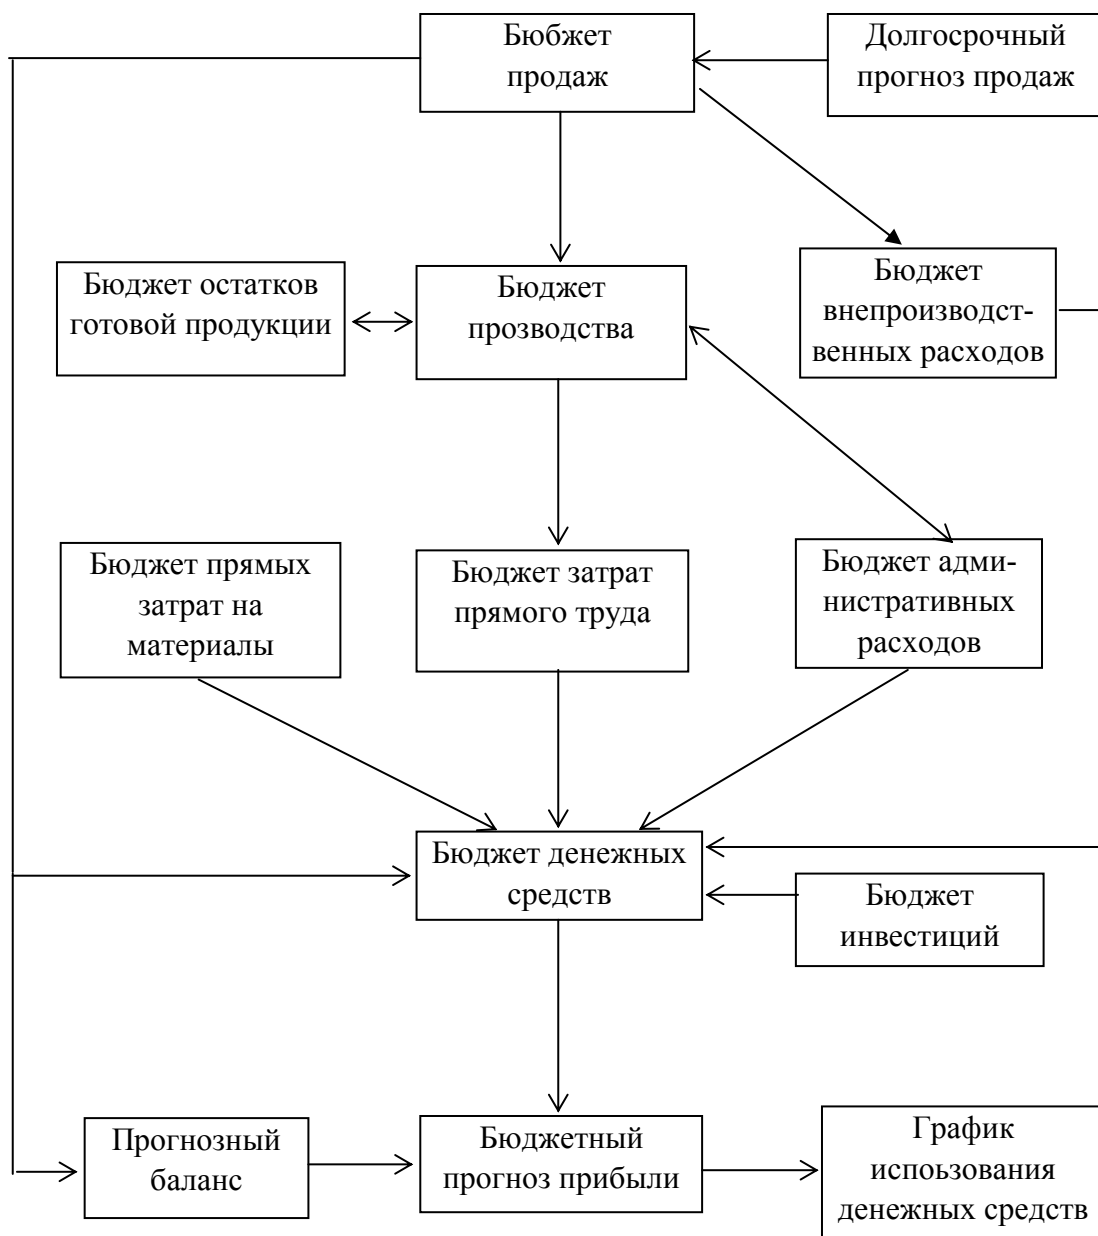 Бюбжет
продаж
Долгосрочный
прогноз продаж
Бюджет остатков
готовой продукции
Бюджет
прозводства
Бюджет
внепроизводст-
венных расходов
Бюджет прямых
затрат на
материалы
Бюджет затрат
прямого труда
Бюджет адми-
нистративных
расходов
Бюджет денежных
средств
Бюджет
инвестиций
Прогнозный
баланс
Бюджетный
прогноз прибыли
График
испоьзования
денежных средств